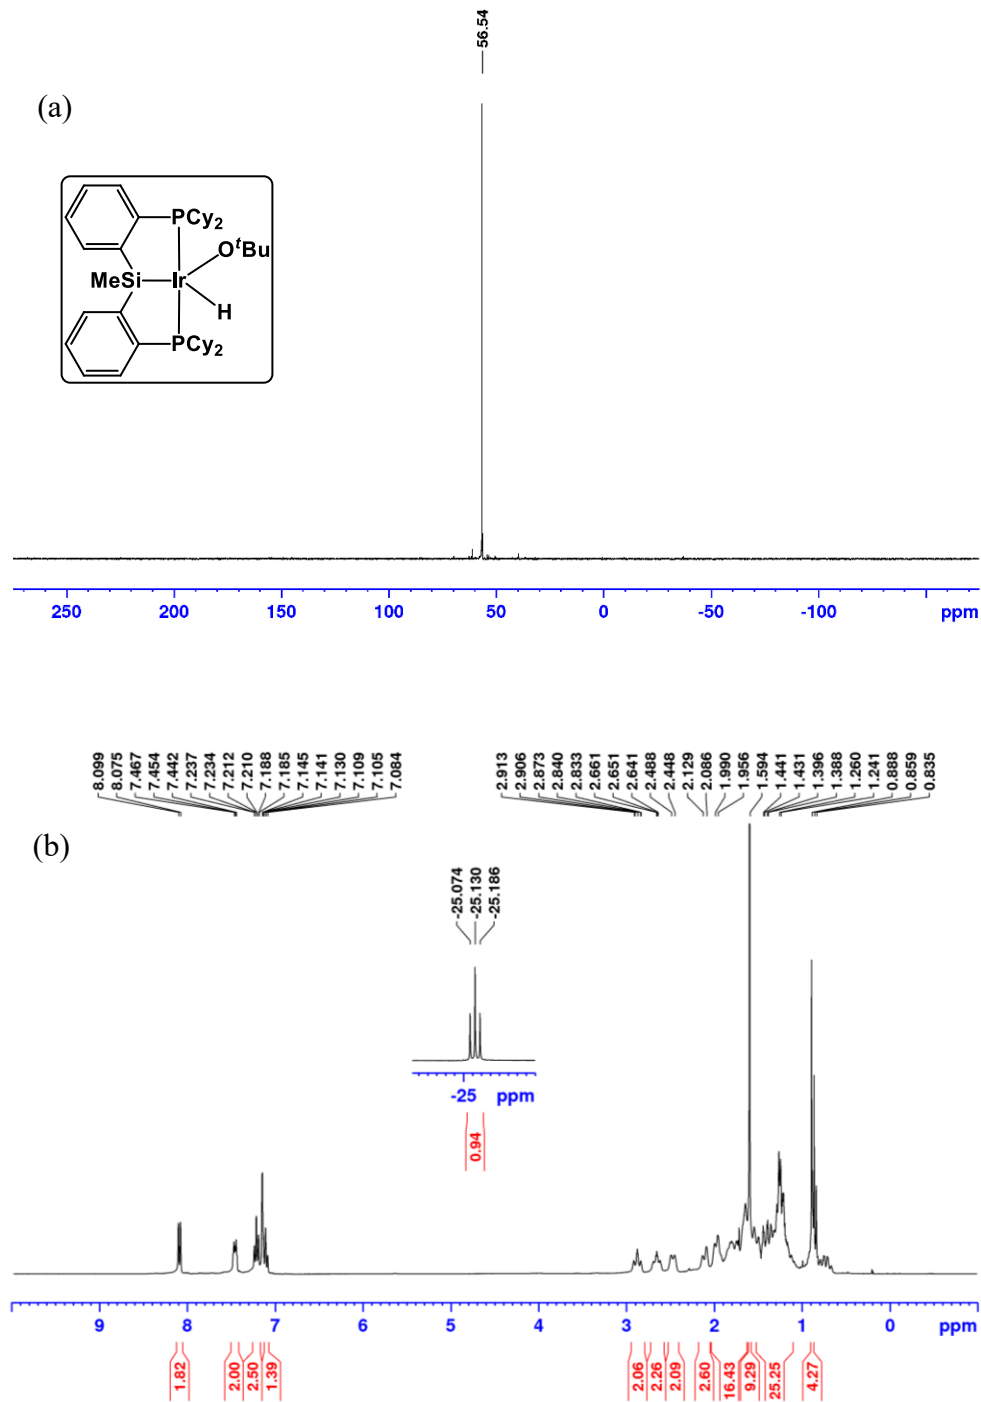 56.54
(a)
PCy2
OtBu
MeSi Ir
H
PCy2
250 200 150 100 50 0 -50 -100 ppm
8.099 8.075 7.467 7.454 7.442 7.237 7.234 7.212 7.210 7.188 7.185 7.145 7.141 7.130 7.109 7.105 7.084 2.913 2.906 2.873 2.840 2.833 2.661 2.651 2.641 2.488 2.448 2.129 2.086 1.990 1.956 1.594 1.441 1.431 1.396 1.388 1.260 1.241 0.888 0.859 0.835
(b)
-25.074 -25.130 -25.186
-25 ppm
0.94
9 8 7 6 5 4 3 2 1 0 ppm
1.82 2.00 2.50 1.39 2.06 2.26 2.09 2.60 16.43 9.29 25.25 4.27